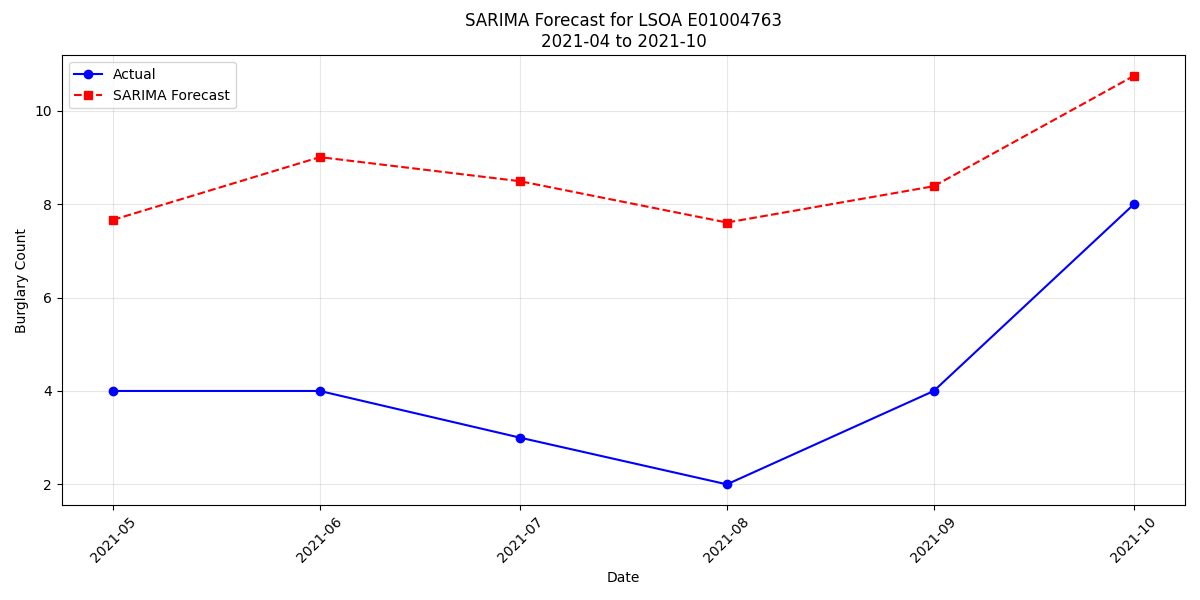 SARIMA Forecast for LSOA E01004763
2021-04 to 2021-10
Actual
SARIMA Forecast
10
8
6
4
2
Burglary Count
2021-05
2021-06
2021-07
2021-08
2021-09
2021-10
Date